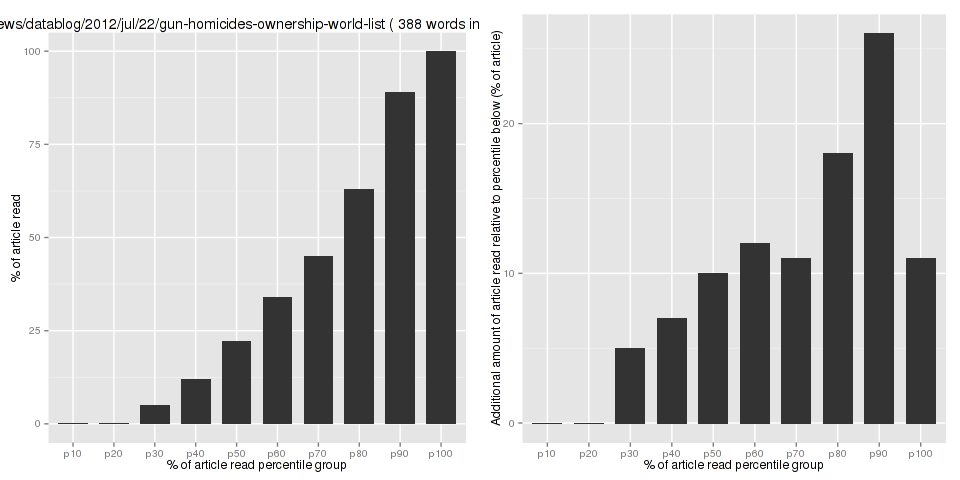 ews/datablog/2012/jul/22/gun-homicides-ownership-world-list ( 388 words in
% of article read
100
75
50
25
0
p10 p20 p30 p40 p50 p60 p70 p80 p90 p100
% of article read percentile group
Additional amount of article read relative to percentile below (% of article)
20
10
0
p10 p20 p30 p40 p50 p60 p70 p80 p90 p100
% of article read percentile group